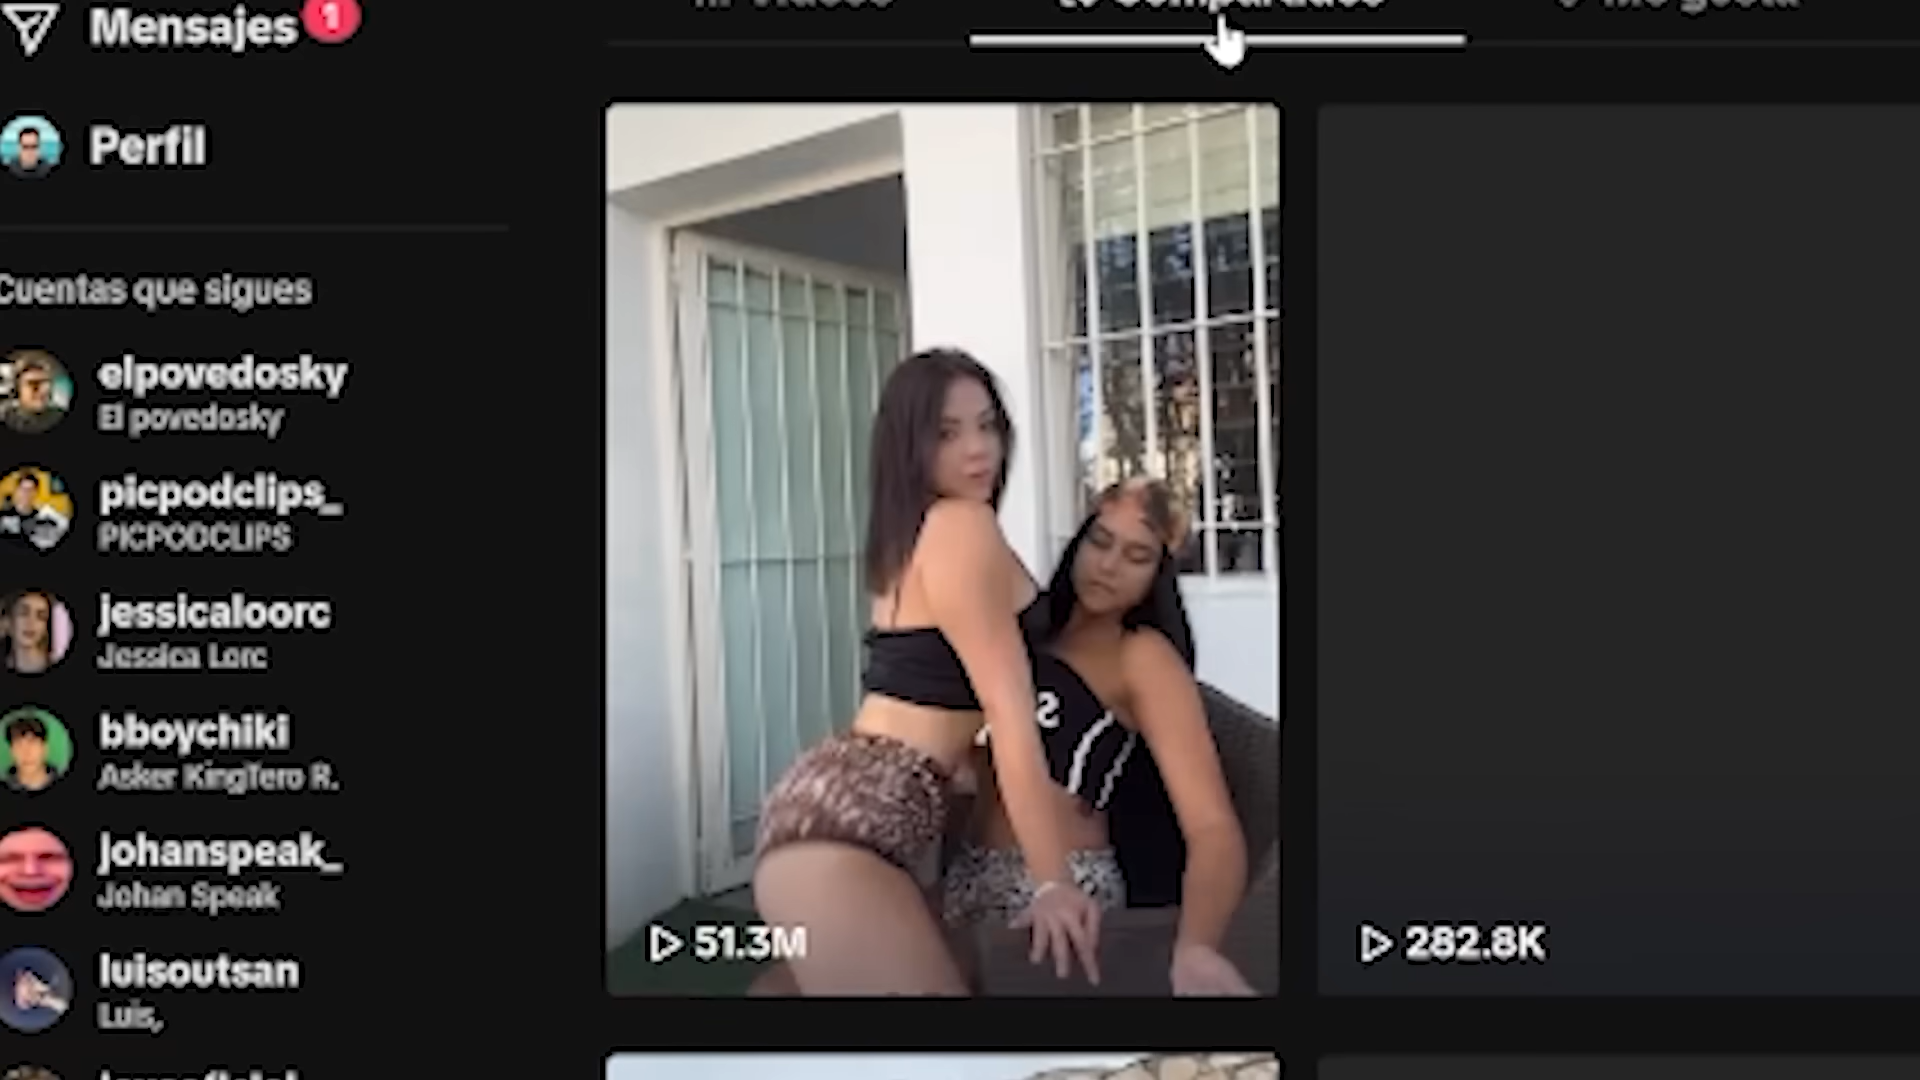 Mensajes
1
Perfil
Cuentas que sigues
elpovedosky
El povedosky
picpodclips_
PICPODCLIPS
jessicaloorc
Jessica Lorc
bboychiki
Asker KingTero R.
johanspeak_
Johan Speak
luisoutsan
Luis,
51.3M
282.8K